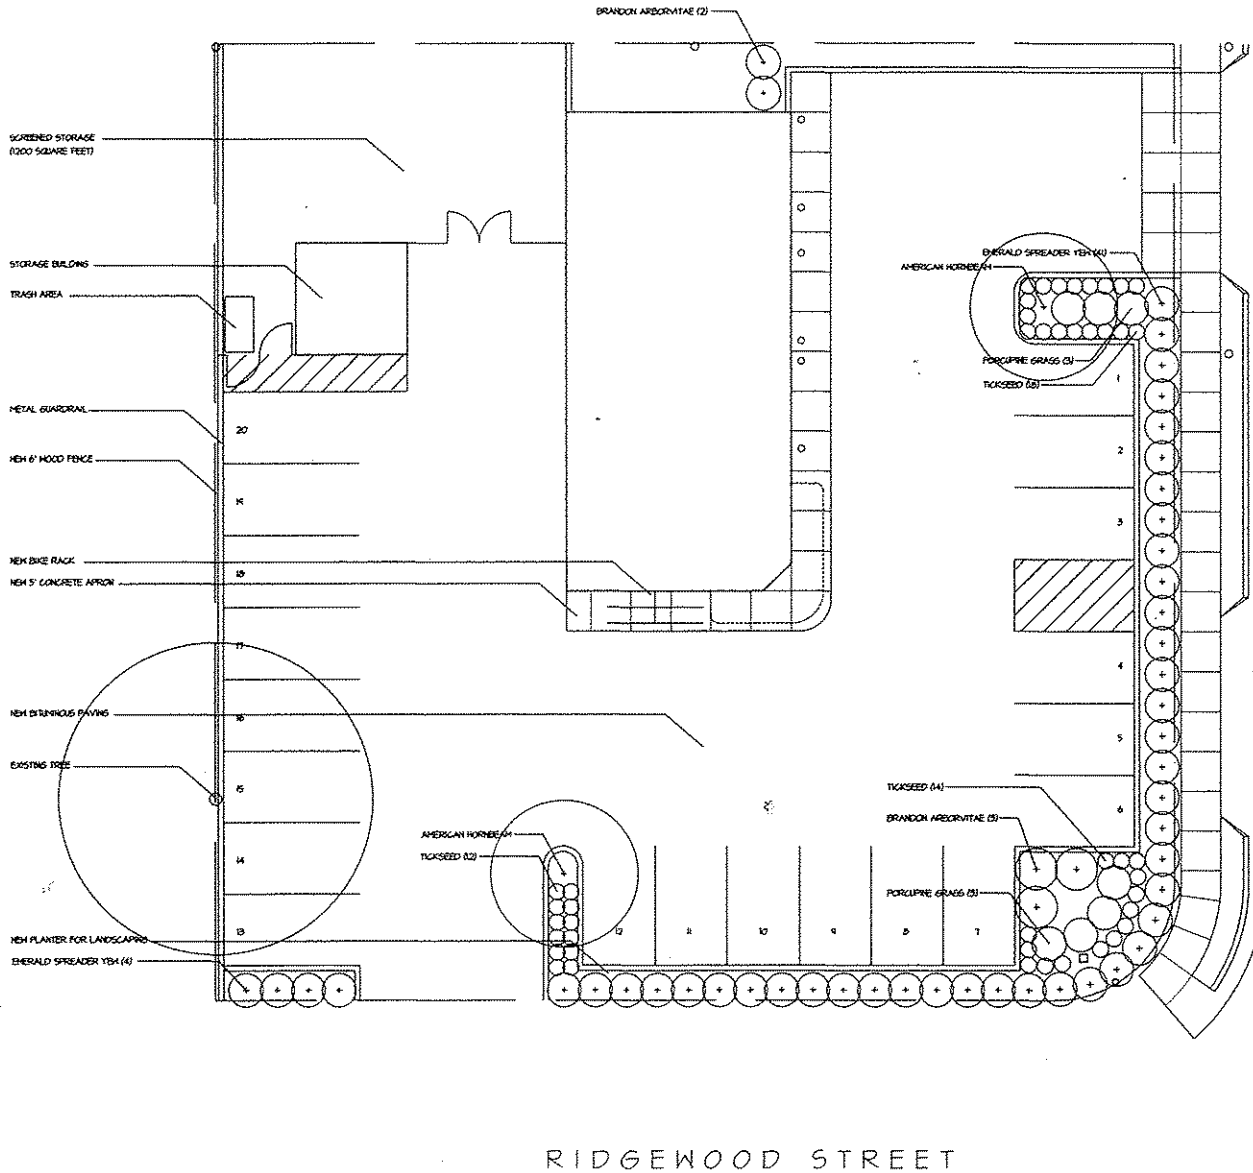 BRANDON ARBORVITAE (2)
SCREENED STORAGE
(1200 SQUARE FEET)
STORAGE BUILDING
TRASH AREA
EMERALD SPREADER YEW (41)
AMERICAN HORNBEAM
PORCUPINE GRASS (3)
TICKSEED (18)
1
METAL GUARDRAIL
20
2
NEW 6' WOOD FENCE
19
3
NEW BIKE RACK
18
NEW 5' CONCRETE APRON
17
4
NEW BITUMINOUS PAVING
16
5
EXISTING TREE
15
TICKSEED (14)
6
BRANDON ARBORVITAE (3)
AMERICAN HORNBEAM
TICKSEED (12)
14
PORCUPINE GRASS (5)
13
12
11
10
9
8
7
NEW PLANTER FOR LANDSCAPING
EMERALD SPREADER YEW (4)
RIDGEWOOD STREET